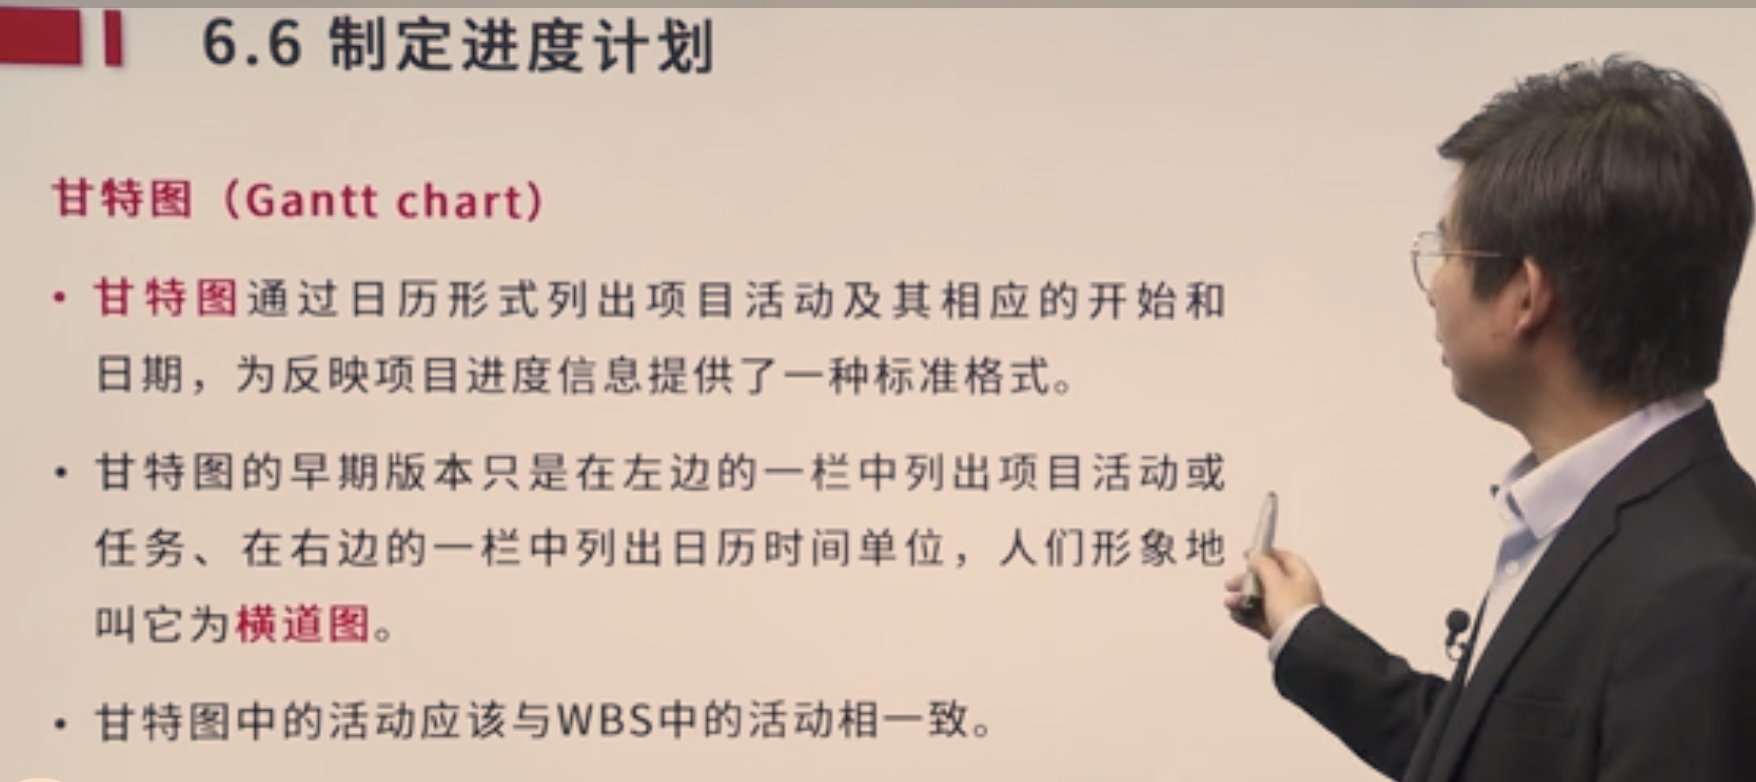 6.6 制定进度计划
甘特图（Gantt chart）
• 甘特图通过日历形式列出项目活动及其相应的开始和
日期，为反映项目进度信息提供了一种标准格式。
• 甘特图的早期版本只是在左边的一栏中列出项目活动或
任务、在右边的一栏中列出日历时间单位，人们形象地
叫它为横道图。
• 甘特图中的活动应该与WBS中的活动相一致。